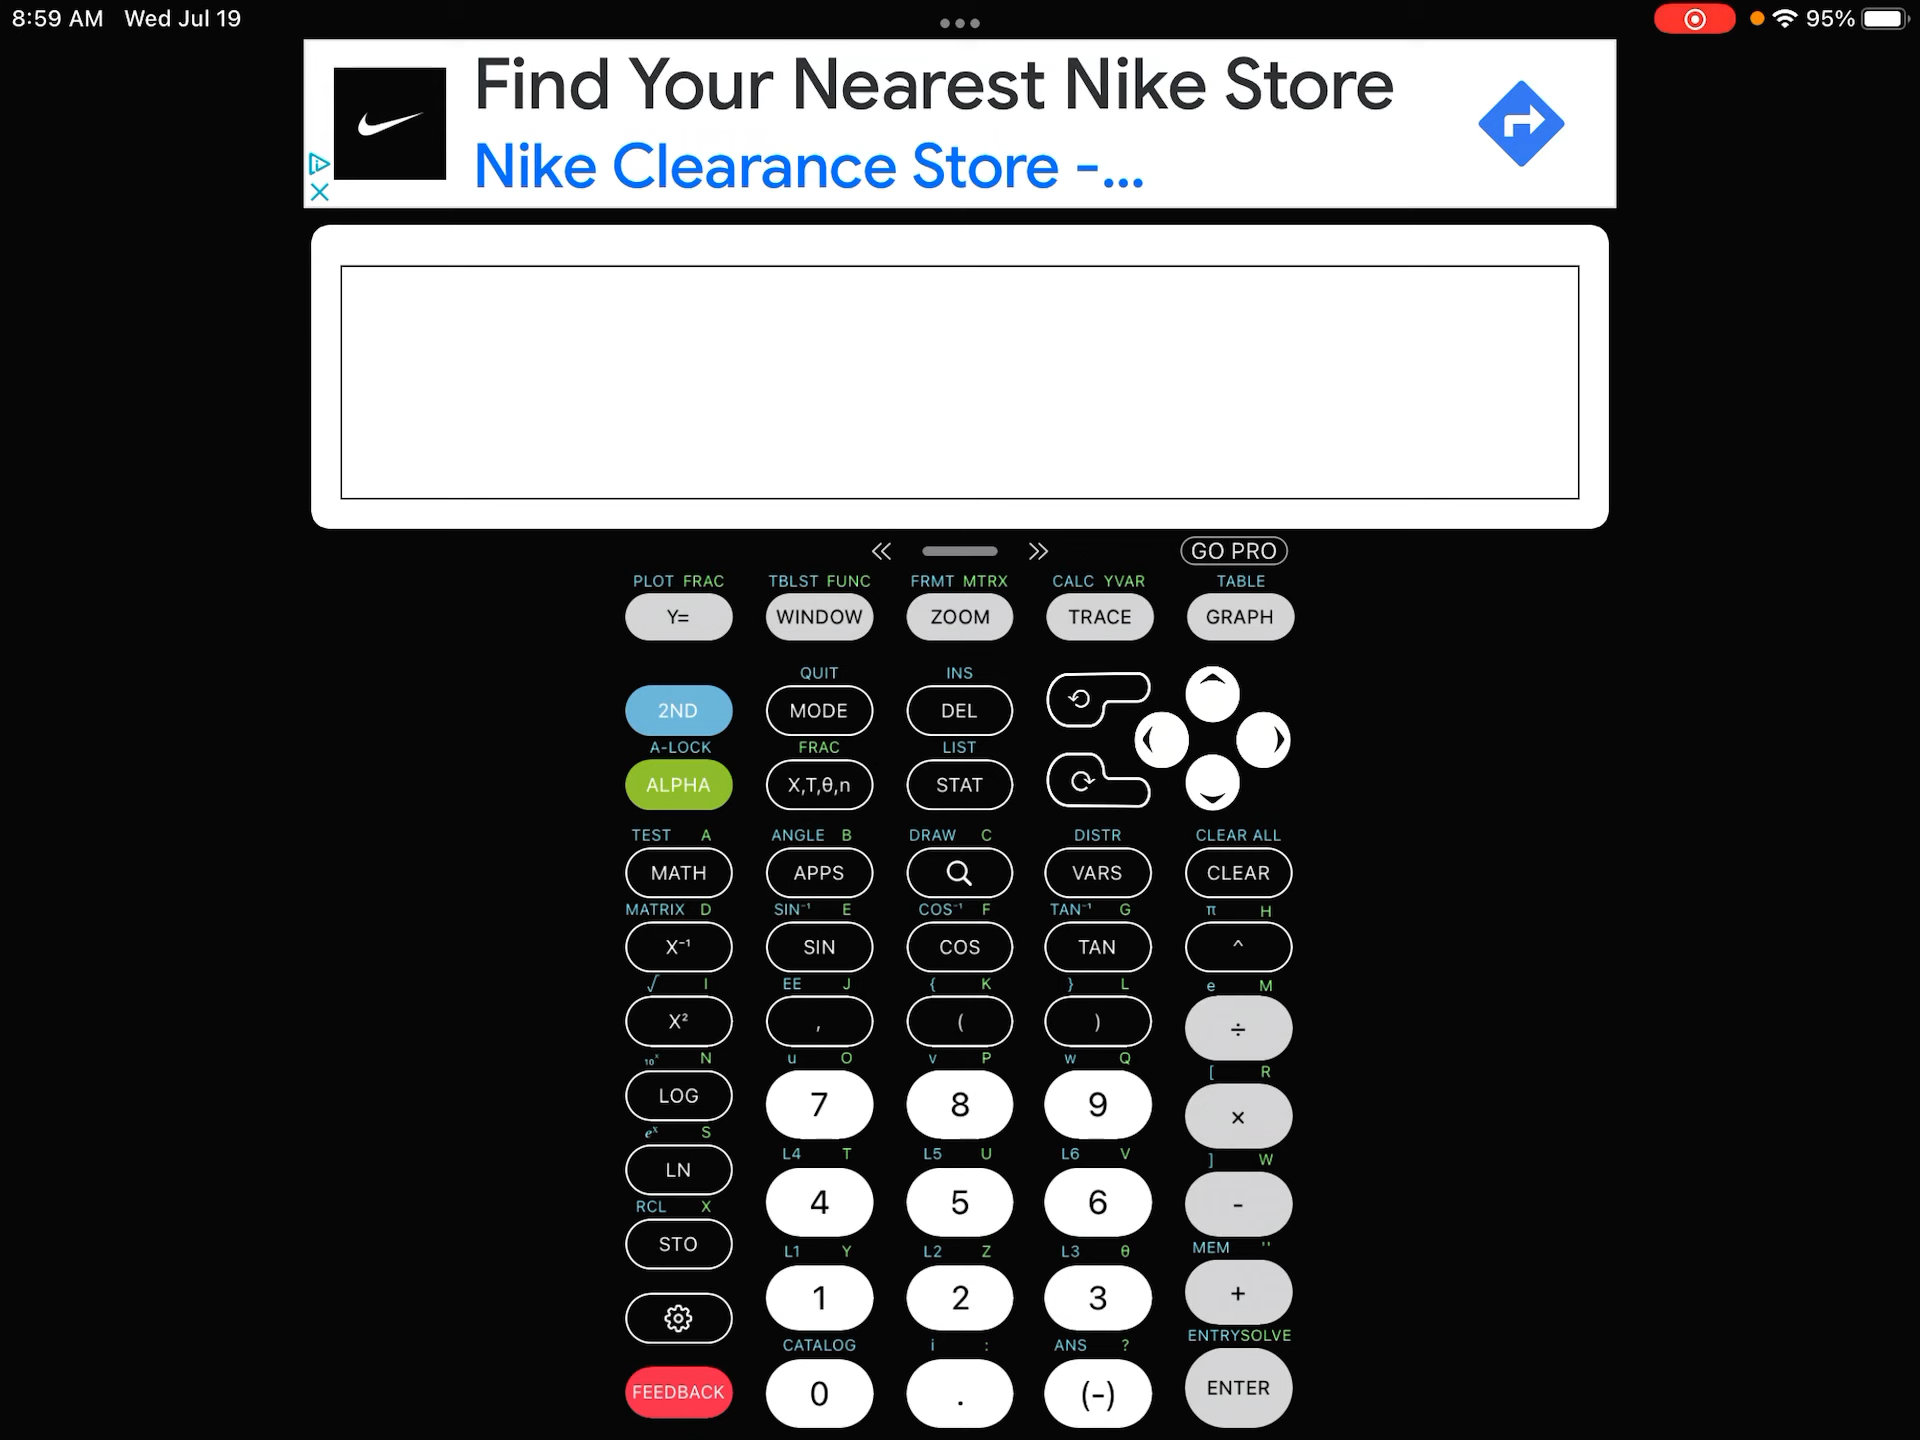 8:59 AM Wed Jul 19
95%
Find Your Nearest Nike Store
Nike Clearance Store -...
GO PRO
PLOT FRAC TBLST FUNC FRMT MTRX CALC YVAR TABLE
Y= WINDOW ZOOM TRACE GRAPH
QUIT INS
2ND MODE DEL
A-LOCK FRAC LIST
ALPHA X,T,θ,n STAT
TEST A ANGLE B DRAW C DISTR CLEAR ALL
MATH APPS VARS CLEAR
MATRIX D SIN⁻¹ E COS⁻¹ F TAN⁻¹ G π H
X⁻¹ SIN COS TAN ^
√ I EE J { K } L e M
X² , ( ) ÷
10ˣ N u O v P w Q [ R
LOG 7 8 9 ×
eˣ S L4 T L5 U L6 V ] W
LN 4 5 6 -
RCL X L1 Y L2 Z L3 θ MEM "
STO 1 2 3 +
CATALOG i : ANS ? ENTRY SOLVE
FEEDBACK 0 . (-) ENTER